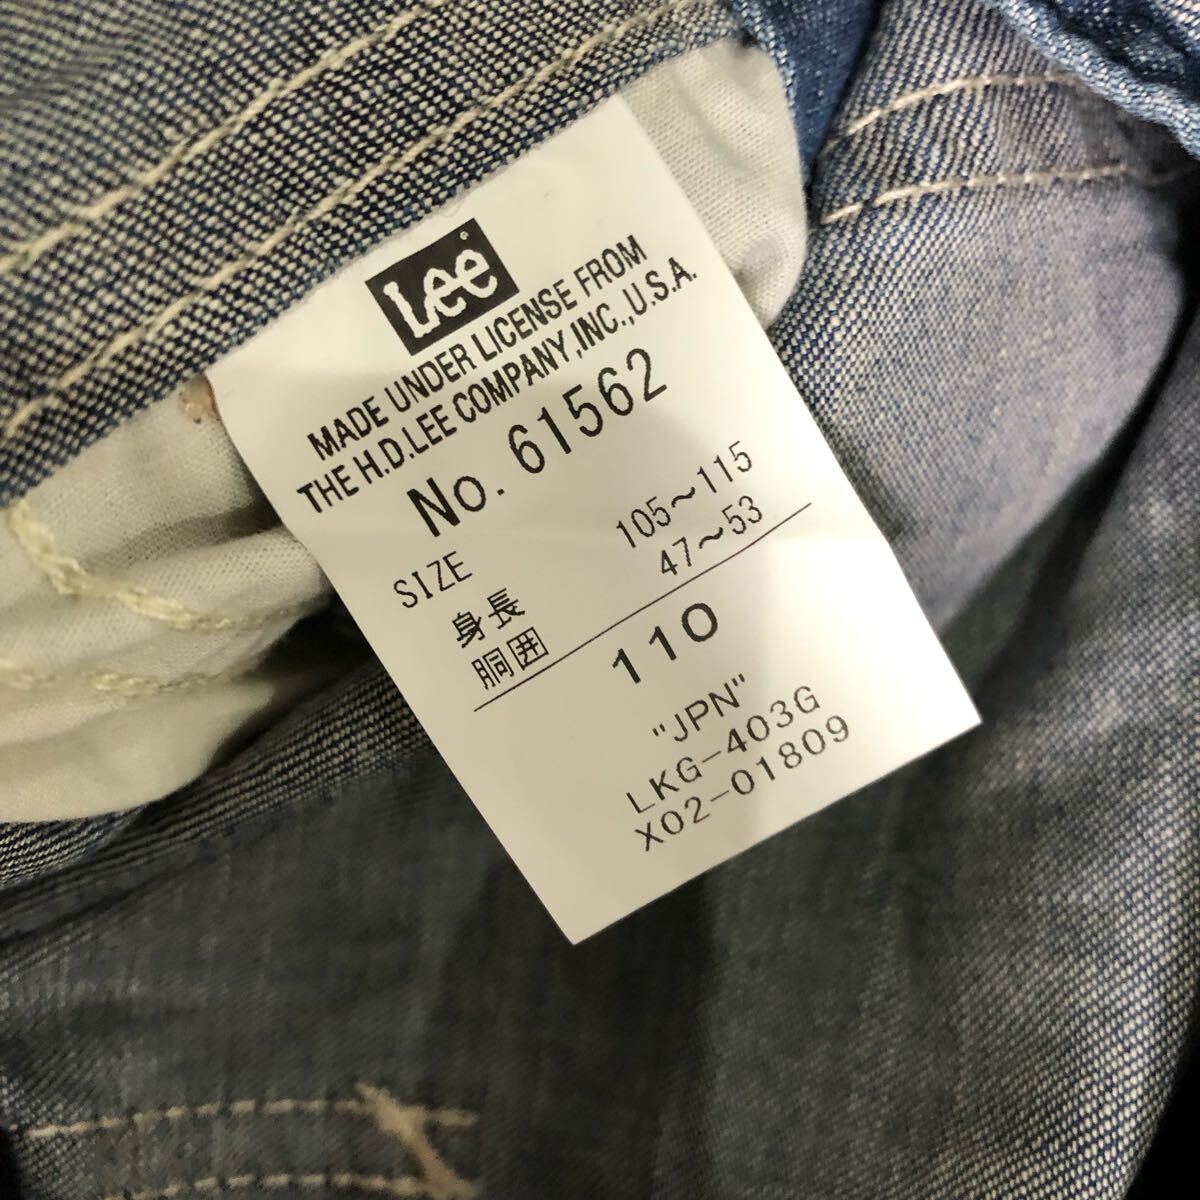 Lee
MADE UNDER LICENSE FROM
THE H.D.LEE COMPANY,INC.,U.S.A.
No. 61562
SIZE
身長 105~115
胴囲 47~53
110
"JPN"
LKG-403G
X02-01809